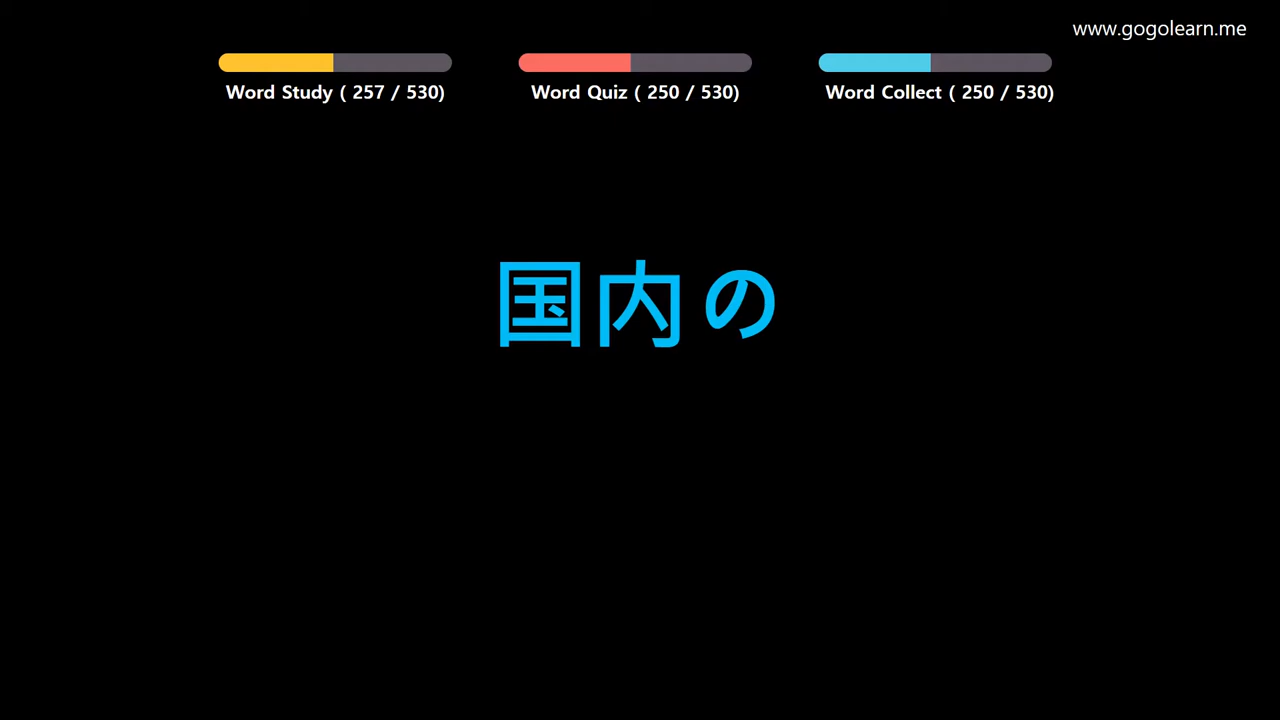 www.gogolearn.me
Word Study ( 257 / 530)
Word Quiz ( 250 / 530)
Word Collect ( 250 / 530)
国内の